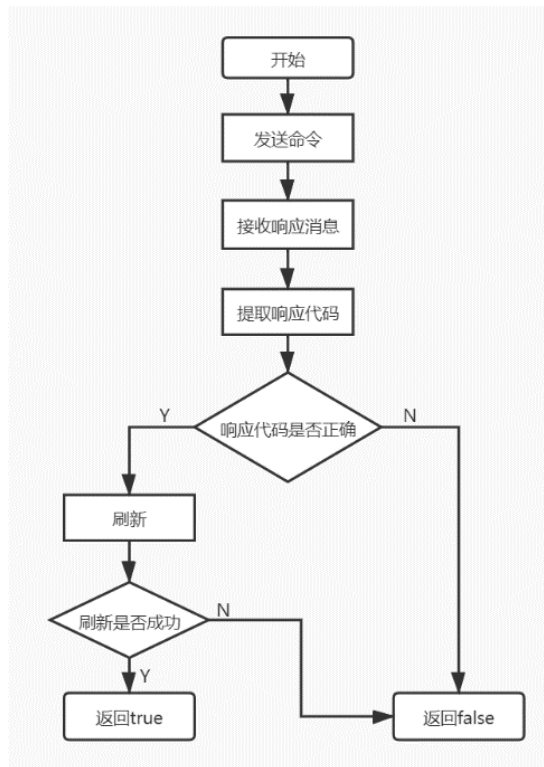 开始
发送命令
接收响应消息
提取响应代码
响应代码是否正确
Y
N
刷新
刷新是否成功
N
Y
返回true
返回false